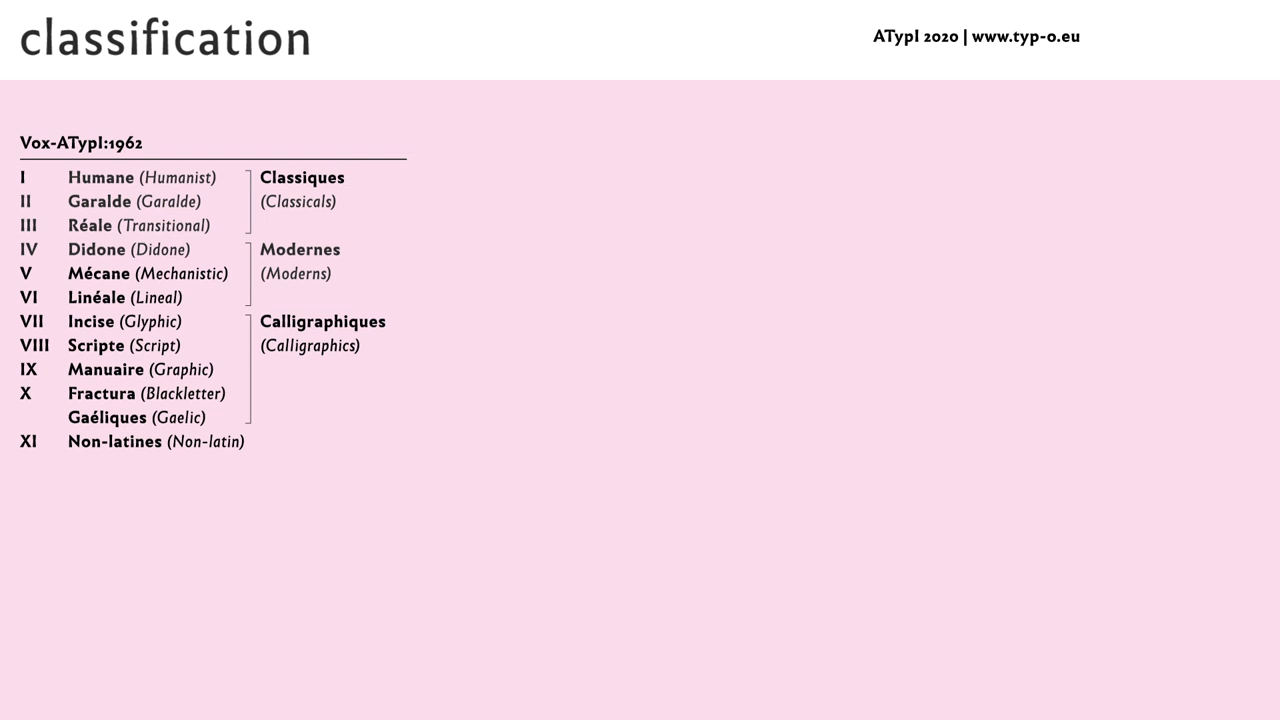 classification
ATypI 2020 | www.typ-o.eu
Vox-ATypI:1962
I Humane (Humanist) Classiques
II Garalde (Garalde) (Classicals)
III Réale (Transitional)
IV Didone (Didone) Modernes
V Mécane (Mechanistic) (Moderns)
VI Linéale (Lineal)
VII Incise (Glyphic) Calligraphiques
VIII Scripte (Script) (Calligraphics)
IX Manuaire (Graphic)
X Fractura (Blackletter)
Gaéliques (Gaelic)
XI Non-latines (Non-latin)